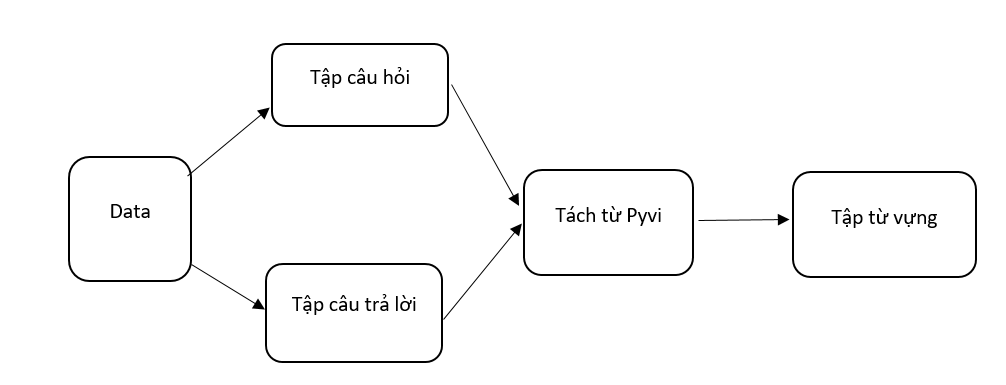 Tập câu hỏi
Data
Tập câu trả lời
Tách từ Pyvi
Tập từ vựng